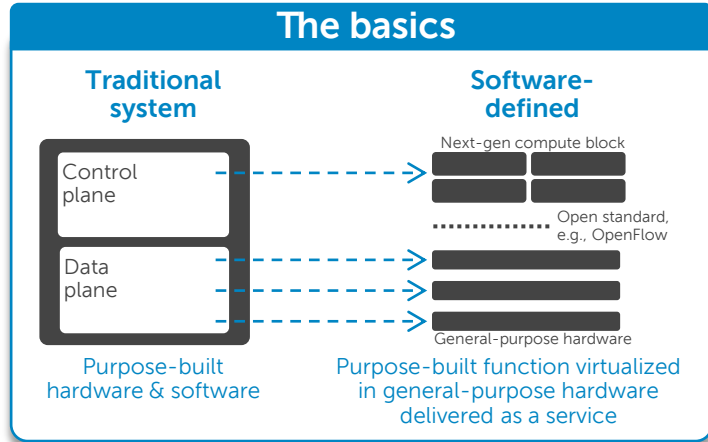 The basics
Traditional
system
Software-
defined
Next-gen compute block
Control
plane
Open standard,
e.g., OpenFlow
Data
plane
General-purpose hardware
Purpose-built
hardware & software
Purpose-built function virtualized
in general-purpose hardware
delivered as a service